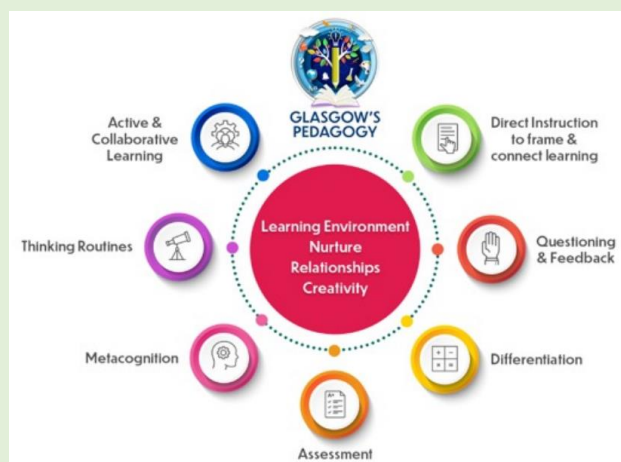 GLASGOW'S
PEDAGOGY
Active &
Collaborative
Learning
Direct Instruction
to frame &
connect learning
Learning Environment
Nurture
Relationships
Creativity
Thinking Routines
Questioning
& Feedback
Metacognition
Differentiation
A+
Assessment